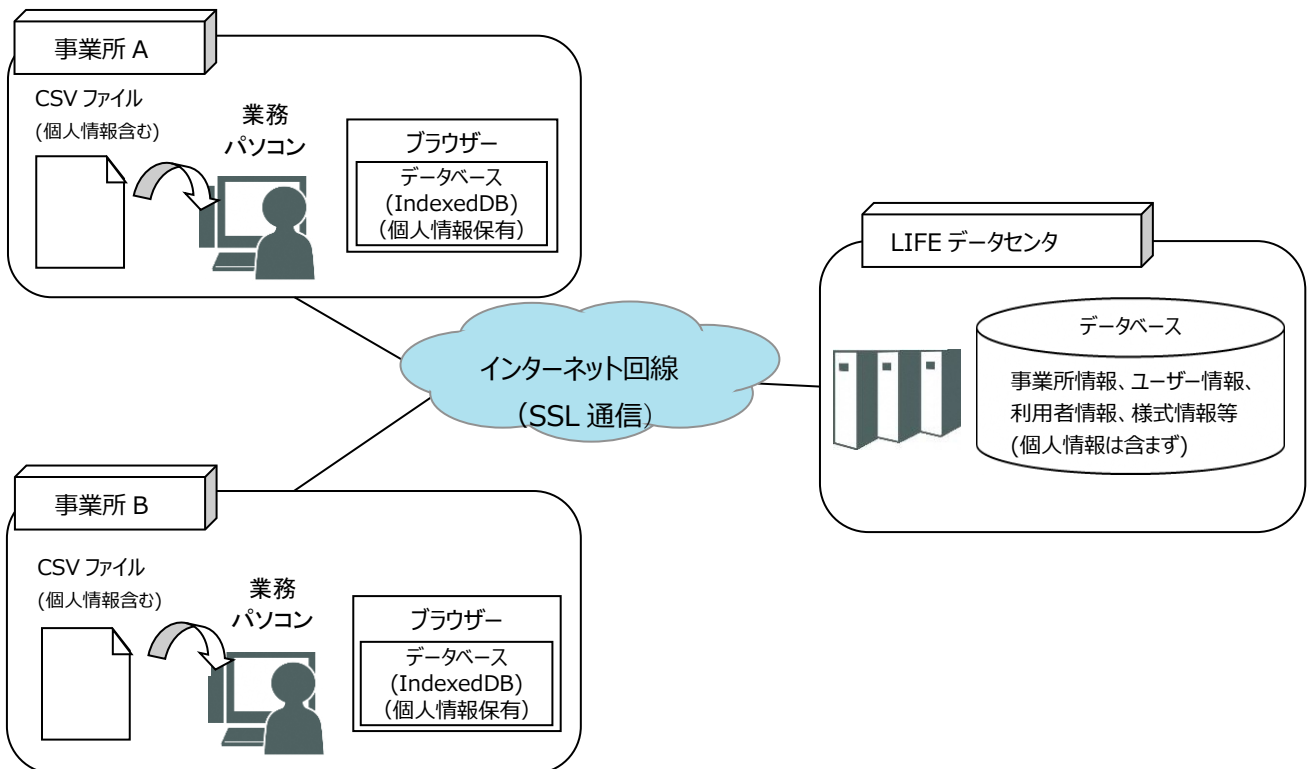 事業所 A
CSV ファイル
(個人情報含む)
業務
パソコン
ブラウザー
データベース
(IndexedDB)
（個人情報保有）
インターネット回線
（SSL 通信）
LIFE データセンタ
データベース
事業所情報、ユーザー情報、
利用者情報、様式情報等
(個人情報は含まず)
事業所 B
CSV ファイル
(個人情報含む)
業務
パソコン
ブラウザー
データベース
(IndexedDB)
（個人情報保有）